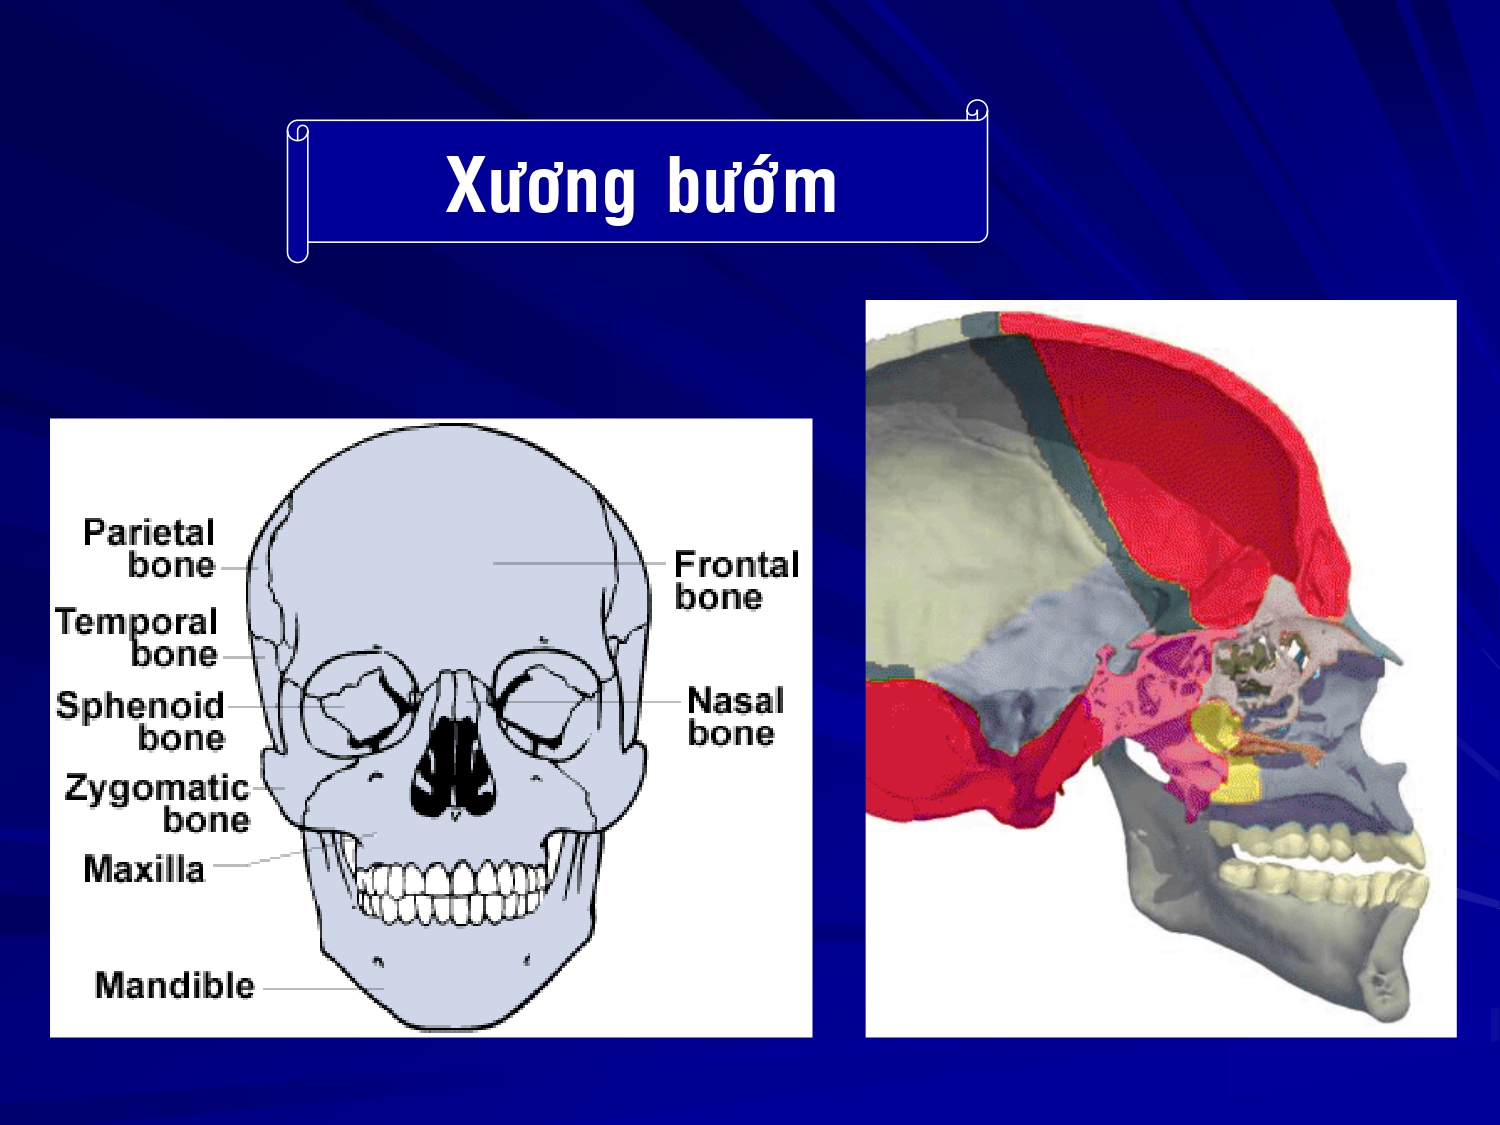 Xương bướm
Parietal
bone
Temporal
bone
Sphenoid
bone
Zygomatic
bone
Maxilla
Mandible
Frontal
bone
Nasal
bone